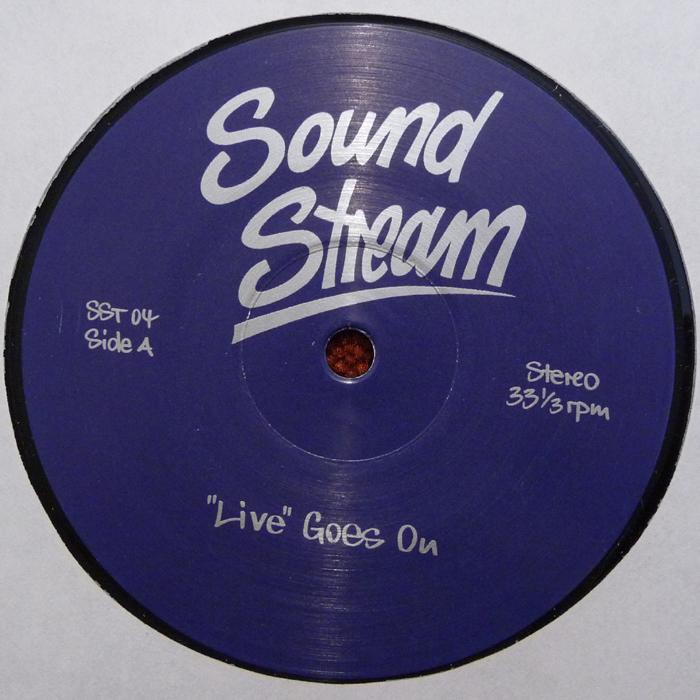 Sound
Stream
SST 04
Side A
Stereo
33⅓ rpm
"Live" Goes On